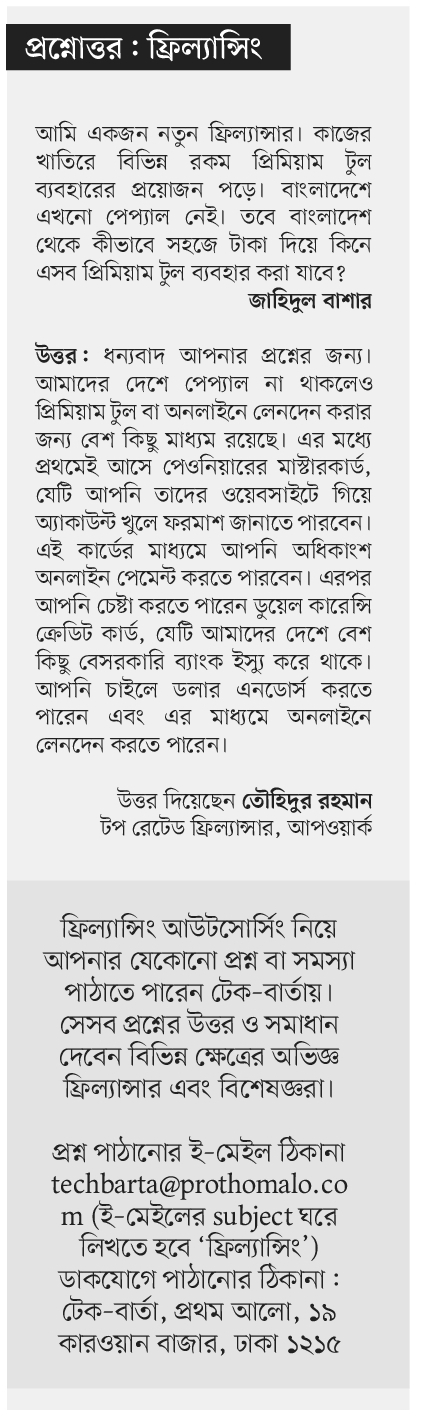 প্রশ্নোত্তর : ফ্রিল্যান্সিং
আমি একজন নতুন ফ্রিল্যান্সার। কাজের
খাতিরে বিভিন্ন রকম প্রিমিয়াম টুল
ব্যবহারের প্রয়োজন পড়ে। বাংলাদেশে
এখনো পেপ্যাল নেই। তবে বাংলাদেশ
থেকে কীভাবে সহজে টাকা দিয়ে কিনে
এসব প্রিমিয়াম টুল ব্যবহার করা যাবে?
জাহিদুল বাশার
উত্তর: ধন্যবাদ আপনার প্রশ্নের জন্য।
আমাদের দেশে পেপ্যাল না থাকলেও
প্রিমিয়াম টুল বা অনলাইনে লেনদেন করার
জন্য বেশ কিছু মাধ্যম রয়েছে। এর মধ্যে
প্রথমেই আসে পেওনিয়ারের মাস্টারকার্ড,
যেটি আপনি তাদের ওয়েবসাইটে গিয়ে
অ্যাকাউন্ট খুলে ফরমাশ জানাতে পারবেন।
এই কার্ডের মাধ্যমে আপনি অধিকাংশ
অনলাইন পেমেন্ট করতে পারবেন। এরপর
আপনি চেষ্টা করতে পারেন ডুয়েল কারেন্সি
ক্রেডিট কার্ড, যেটি আমাদের দেশে বেশ
কিছু বেসরকারি ব্যাংক ইস্যু করে থাকে।
আপনি চাইলে ডলার এনডোর্স করতে
পারেন এবং এর মাধ্যমে অনলাইনে
লেনদেন করতে পারেন।
উত্তর দিয়েছেন তৌহিদুর রহমান
টপ রেটেড ফ্রিল্যান্সার, আপওয়ার্ক
ফ্রিল্যান্সিং আউটসোর্সিং নিয়ে
আপনার যেকোনো প্রশ্ন বা সমস্যা
পাঠাতে পারেন টেক-বার্তায়।
সেসব প্রশ্নের উত্তর ও সমাধান
দেবেন বিভিন্ন ক্ষেত্রের অভিজ্ঞ
ফ্রিল্যান্সার এবং বিশেষজ্ঞরা।
প্রশ্ন পাঠানোর ই-মেইল ঠিকানা
techbarta@prothomalo.co
m (ই-মেইলের subject ঘরে
লিখতে হবে ‘ফ্রিল্যান্সিং’)
ডাকযোগে পাঠানোর ঠিকানা :
টেক-বার্তা, প্রথম আলো, ১৯
কারওয়ান বাজার, ঢাকা ১২১৫